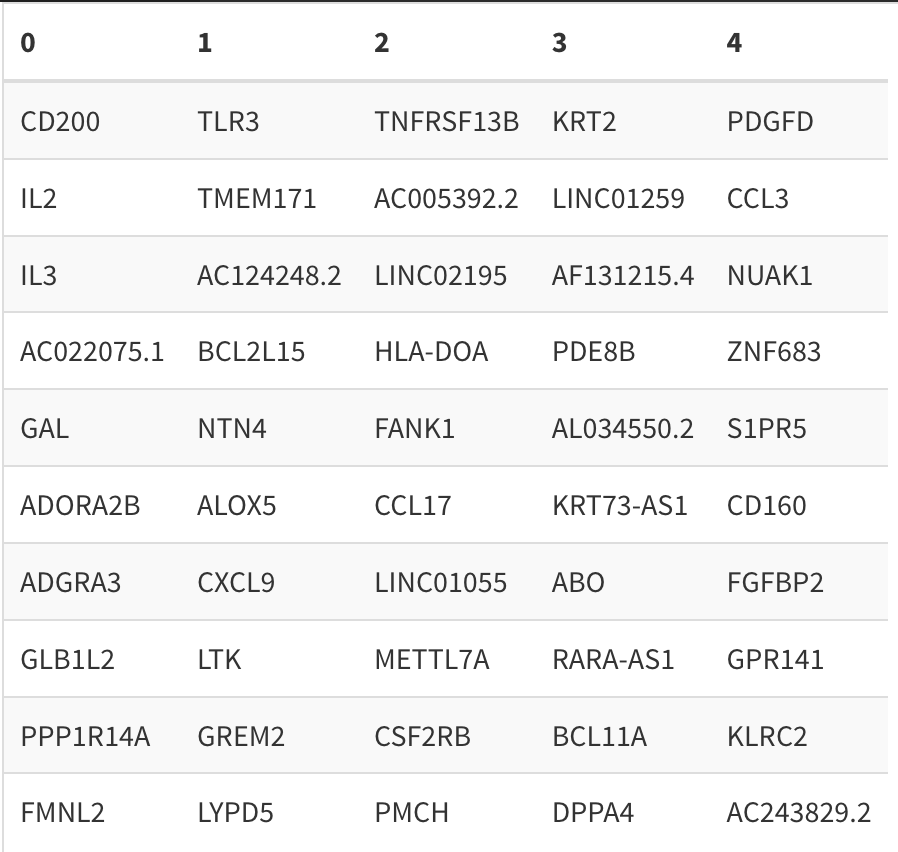 0 1 2 3 4
CD200 TLR3 TNFRSF13B KRT2 PDGFD
IL2 TMEM171 AC005392.2 LINC01259 CCL3
IL3 AC124248.2 LINC02195 AF131215.4 NUAK1
AC022075.1 BCL2L15 HLA-DOA PDE8B ZNF683
GAL NTN4 FANK1 AL034550.2 S1PR5
ADORA2B ALOX5 CCL17 KRT73-AS1 CD160
ADGRA3 CXCL9 LINC01055 ABO FGFBP2
GLB1L2 LTK METTL7A RARA-AS1 GPR141
PPP1R14A GREM2 CSF2RB BCL11A KLRC2
FMNL2 LYPD5 PMCH DPPA4 AC243829.2